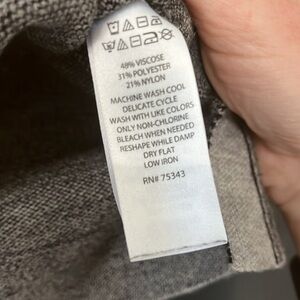 48% VISCOSE
31% POLYESTER
21% NYLON
MACHINE WASH COOL
DELICATE CYCLE
WASH WITH LIKE COLORS
ONLY NON-CHLORINE
BLEACH WHEN NEEDED
RESHAPE WHILE DAMP
DRY FLAT
LOW IRON
RN# 75343